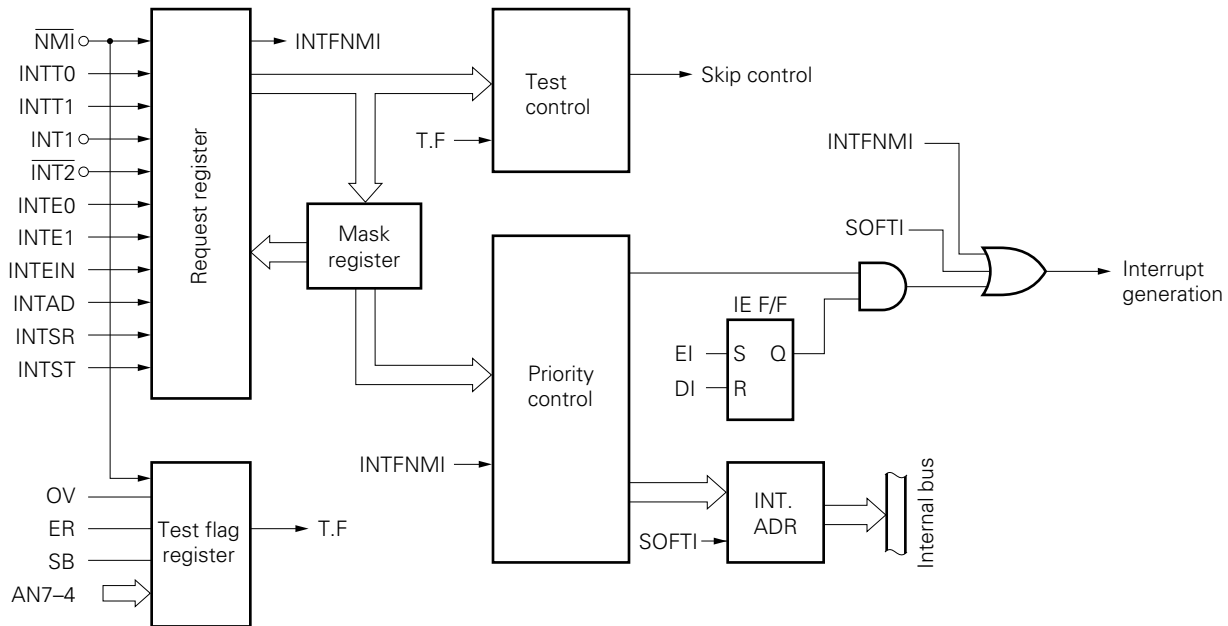 N̅M̅I̅
INTT0
INTT1
INT1
I̅N̅T̅2̅
INTE0
INTE1
INTEIN
INTAD
INTSR
INTST
Request register
INTFNMI
Test
control
T.F
Skip control
Mask
register
Priority
control
INTFNMI
IE F/F
EI
S
Q
DI
R
INTFNMI
SOFTI
Interrupt
generation
INT.
ADR
SOFTI
Internal bus
OV
ER
SB
AN7–4
Test flag
register
T.F